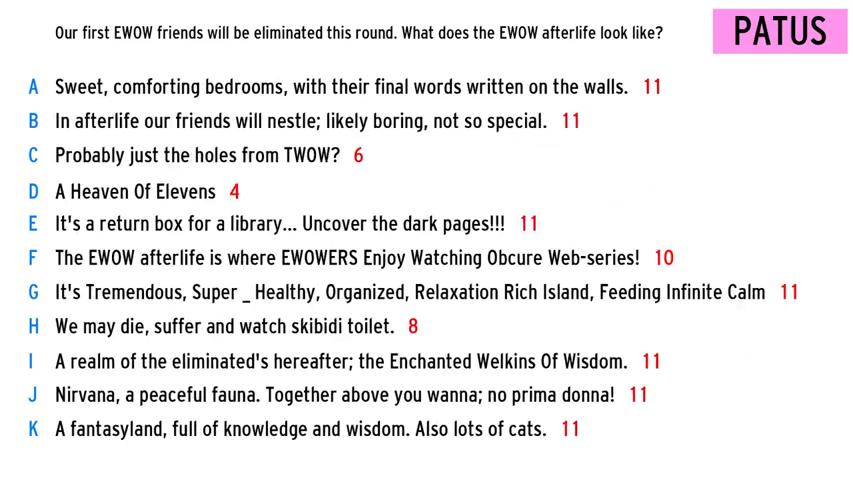 Our first EWOW friends will be eliminated this round. What does the EWOW afterlife look like?
PATUS
A Sweet, comforting bedrooms, with their final words written on the walls. 11
B In afterlife our friends will nestle; likely boring, not so special. 11
C Probably just the holes from TWOW? 6
D A Heaven Of Elevens 4
E It's a return box for a library... Uncover the dark pages!!! 11
F The EWOW afterlife is where EWOWERS Enjoy Watching Obcure Web-series! 10
G It's Tremendous, Super _ Healthy, Organized, Relaxation Rich Island, Feeding Infinite Calm 11
H We may die, suffer and watch skibidi toilet. 8
I A realm of the eliminated's hereafter; the Enchanted Welkins Of Wisdom. 11
J Nirvana, a peaceful fauna. Together above you wanna; no prima donna! 11
K A fantasyland, full of knowledge and wisdom. Also lots of cats. 11